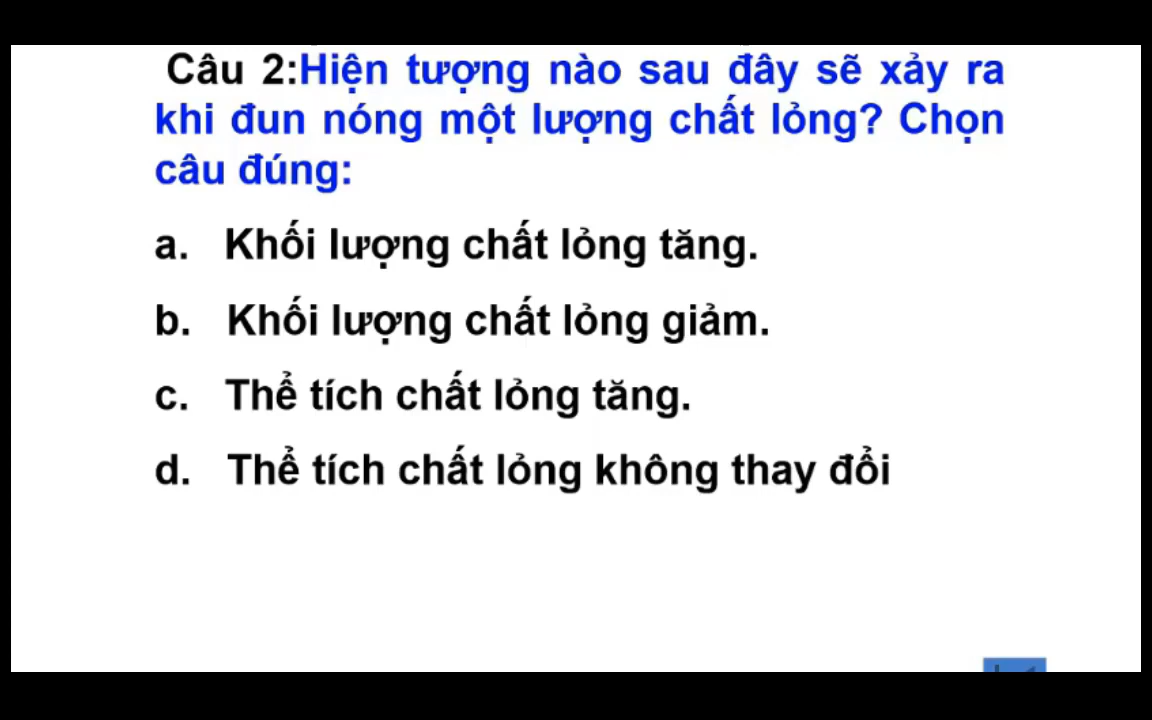 Câu 2:Hiện tượng nào sau đây sẽ xảy ra
khi đun nóng một lượng chất lỏng? Chọn
câu đúng:
a. Khối lượng chất lỏng tăng.
b. Khối lượng chất lỏng giảm.
c. Thể tích chất lỏng tăng.
d. Thể tích chất lỏng không thay đổi